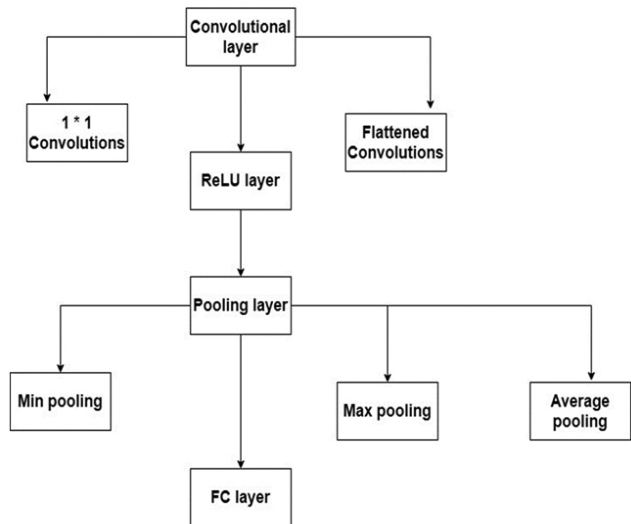 Convolutional
layer
1 * 1
Convolutions
Flattened
Convolutions
ReLU layer
Pooling layer
Min pooling
Max pooling
Average
pooling
FC layer